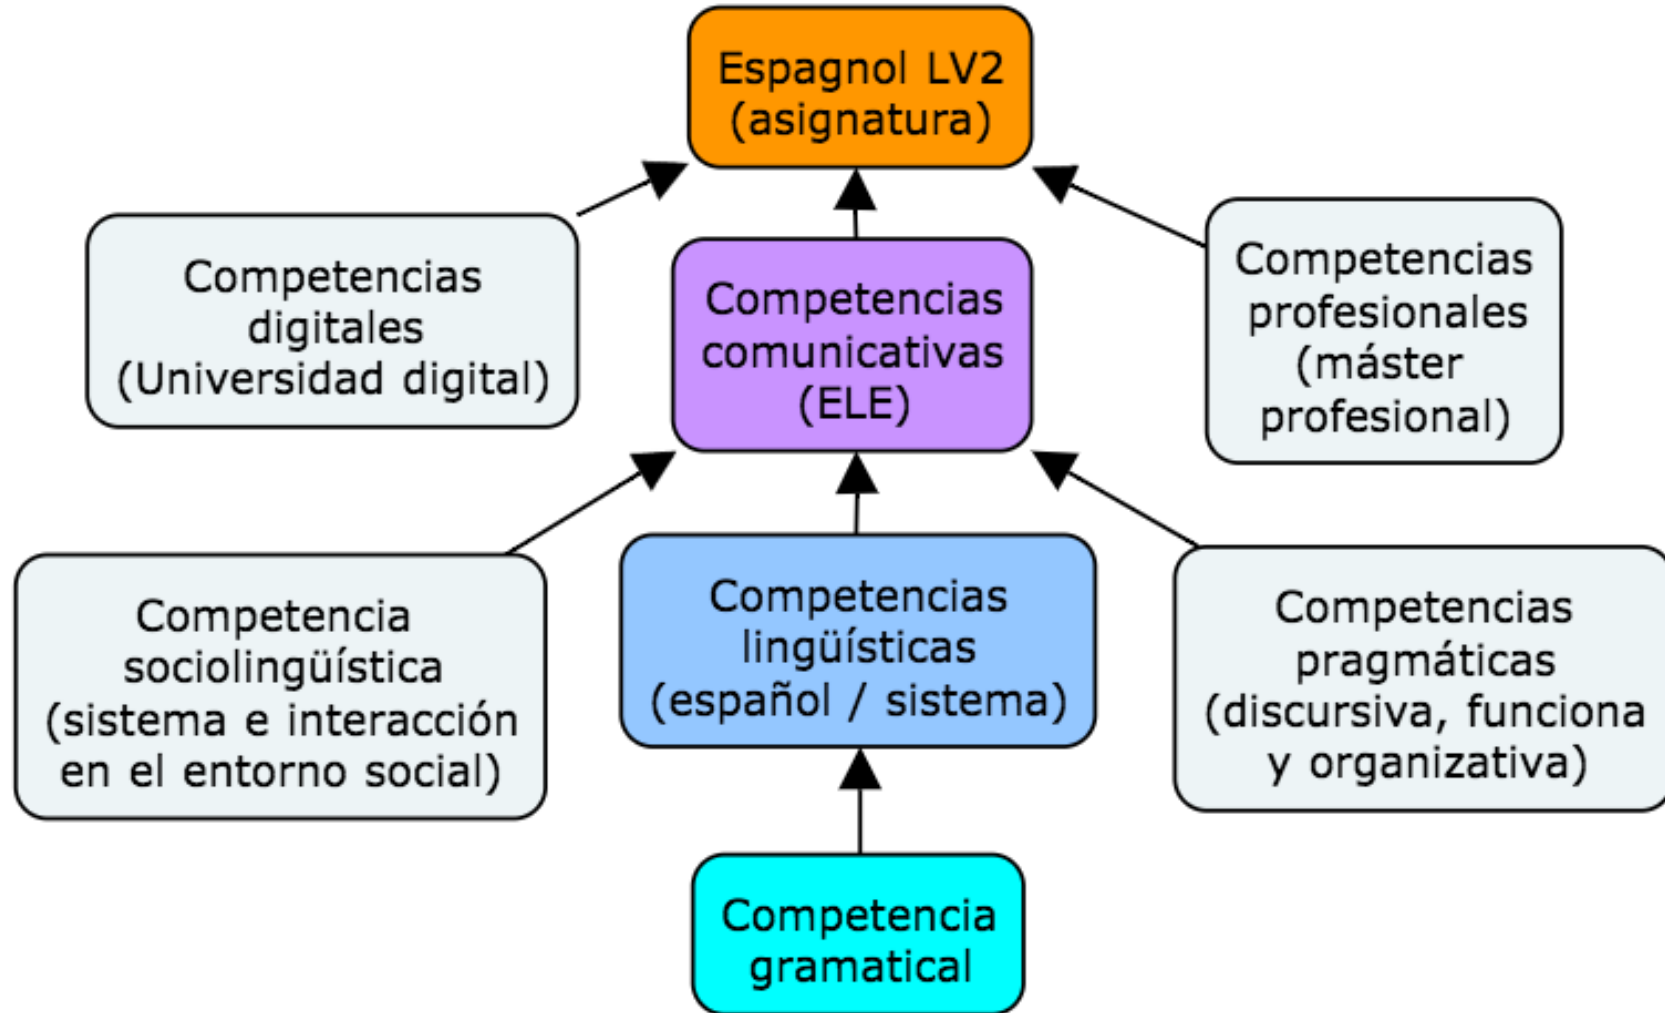 Espagnol LV2
(asignatura)
Competencias
digitales
(Universidad digital)
Competencias
comunicativas
(ELE)
Competencias
profesionales
(máster
profesional)
Competencia
sociolingüística
(sistema e interacción
en el entorno social)
Competencias
lingüísticas
(español / sistema)
Competencias
pragmáticas
(discursiva, funciona
y organizativa)
Competencia
gramatical